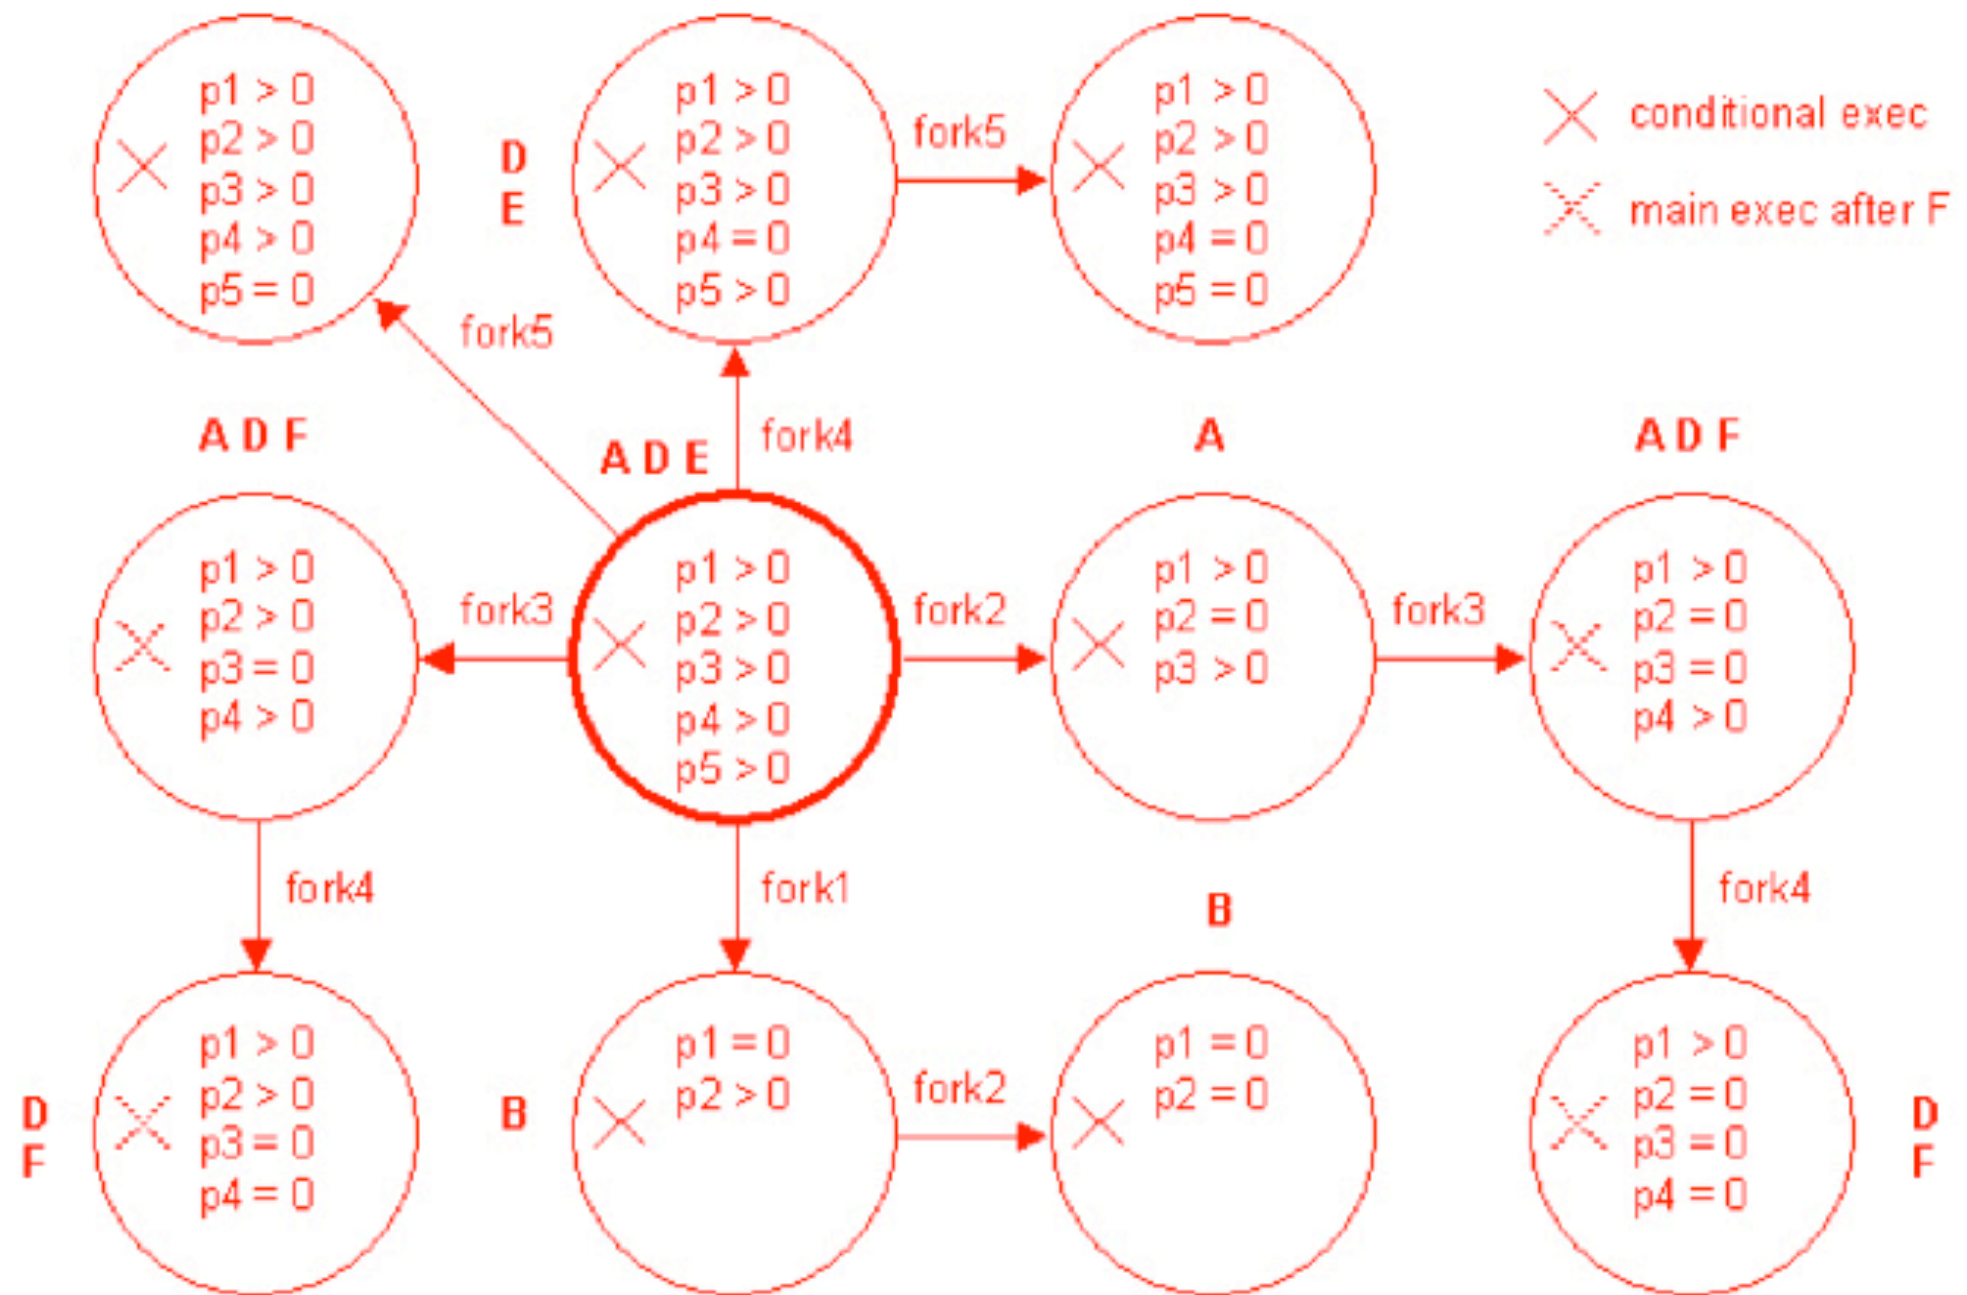 p1 > 0
p2 > 0
p3 > 0
p4 > 0
p5 = 0
D
E
p1 > 0
p2 > 0
p3 > 0
p4 = 0
p5 > 0
fork5
p1 > 0
p2 > 0
p3 > 0
p4 = 0
p5 = 0
conditional exec
main exec after F
fork5
fork4
A D F
A D E
A
A D F
p1 > 0
p2 > 0
p3 = 0
p4 > 0
fork3
p1 > 0
p2 > 0
p3 > 0
p4 > 0
p5 > 0
fork2
p1 > 0
p2 = 0
p3 > 0
fork3
p1 > 0
p2 = 0
p3 = 0
p4 > 0
fork4
fork1
B
fork4
D
F
p1 > 0
p2 > 0
p3 = 0
p4 = 0
B
p1 = 0
p2 > 0
fork2
p1 = 0
p2 = 0
p1 > 0
p2 = 0
p3 = 0
p4 = 0
D
F